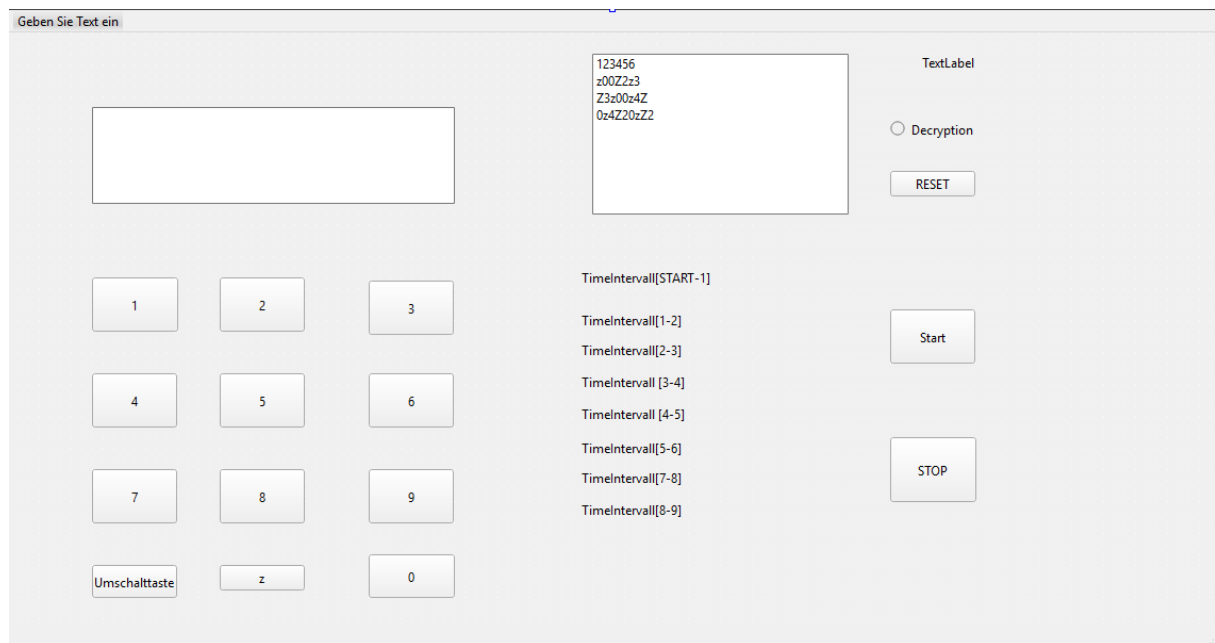 Geben Sie Text ein
123456
z00Z2z3
Z3z00z4Z
0z4Z20zZ2
TextLabel
Decryption
RESET
1
2
3
4
5
6
7
8
9
Umschalttaste
z
0
TimeIntervall[START-1]
TimeIntervall[1-2]
TimeIntervall[2-3]
TimeIntervall [3-4]
TimeIntervall [4-5]
TimeIntervall[5-6]
TimeIntervall[7-8]
TimeIntervall[8-9]
Start
STOP